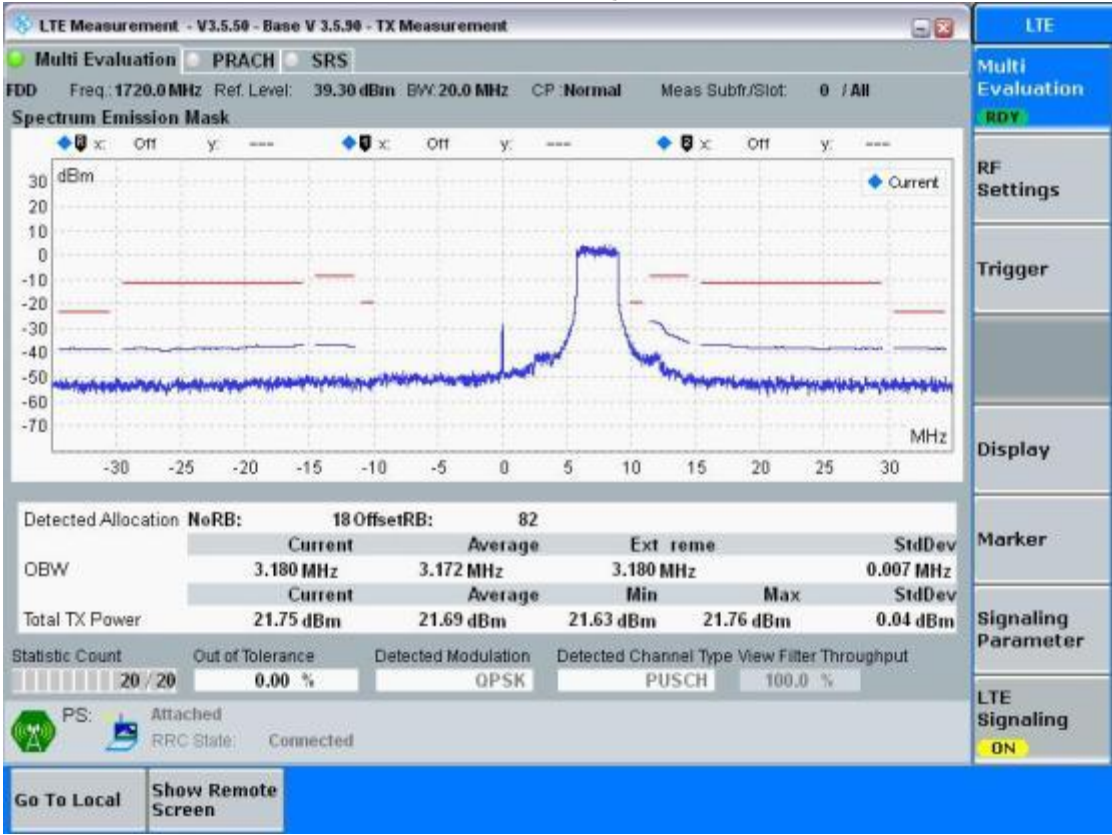 LTE Measurement - V3.5.50 - Base V 3.5.90 - TX Measurement
LTE
Multi Evaluation PRACH SRS
FDD Freq.: 1720.0 MHz Ref. Level: 39.30 dBm BW: 20.0 MHz CP :Normal Meas Subfr./Slot: 0 / All
Spectrum Emission Mask
x: Off y: --- x: Off y: --- x: Off y: ---
dBm
Current
30
20
10
0
-10
-20
-30
-40
-50
-60
-70
MHz
-30 -25 -20 -15 -10 -5 0 5 10 15 20 25 30
Detected Allocation NoRB: 18 OffsetRB: 82
Current Average Ext reme StdDev
OBW 3.180 MHz 3.172 MHz 3.180 MHz 0.007 MHz
Current Average Min Max StdDev
Total TX Power 21.75 dBm 21.69 dBm 21.63 dBm 21.76 dBm 0.04 dBm
Statistic Count Out of Tolerance Detected Modulation Detected Channel Type View Filter Throughput
20 / 20 0.00 % QPSK PUSCH 100.0 %
PS: Attached
RRC State: Connected
Multi
Evaluation
RDY
RF
Settings
Trigger
Display
Marker
Signaling
Parameter
LTE
Signaling
ON
Go To Local
Show Remote
Screen